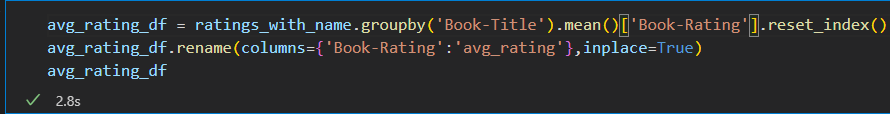 avg_rating_df = ratings_with_name.groupby('Book-Title').mean()['Book-Rating'].reset_index()
avg_rating_df.rename(columns={'Book-Rating':'avg_rating'},inplace=True)
avg_rating_df
2.8s